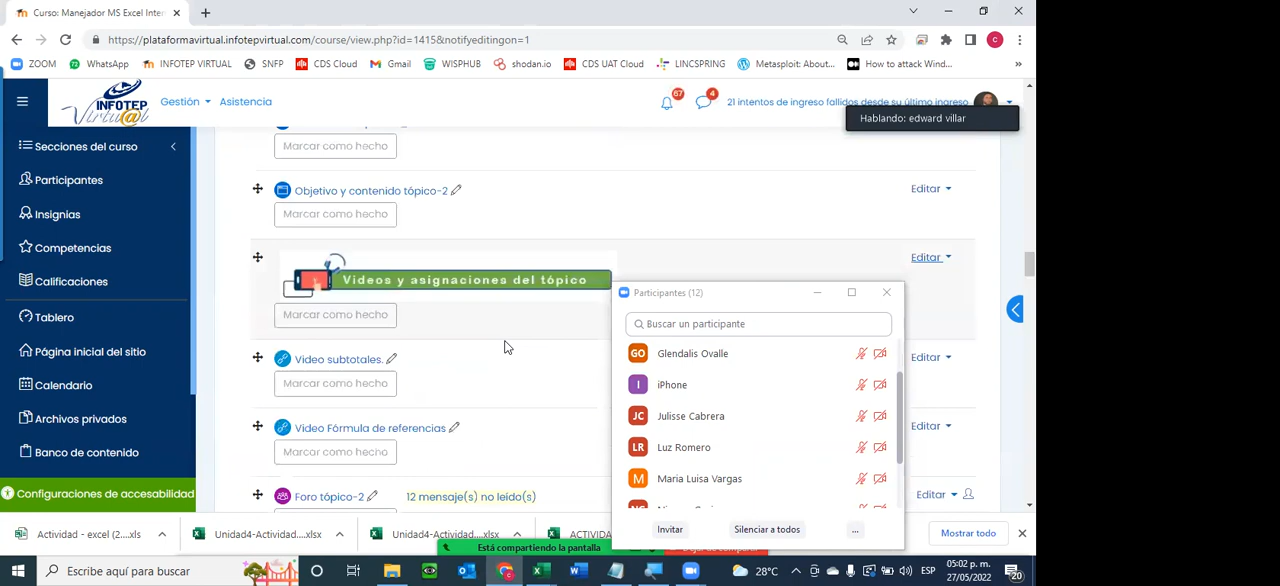 Curso: Manejador MS Excel Inter
https://plataformavirtual.infotepvirtual.com/course/view.php?id=1415&notifyeditingon=1
C
ZOOM
WhatsApp
INFOTEP VIRTUAL
SNFP
CDS Cloud
Gmail
WISPHUB
shodan.io
CDS UAT Cloud
LINCSPRING
Metasploit: About...
How to attack Wind...
INFOTEP
Virtu@l
Gestión
Asistencia
67
4
21 intentos de ingreso fallidos desde su último ingreso
Hablando: edward villar
Secciones del curso
Participantes
Insignias
Competencias
Calificaciones
Tablero
Página inicial del sitio
Calendario
Archivos privados
Banco de contenido
Configuraciones de accesabilidad
Marcar como hecho
Objetivo y contenido tópico-2
Editar
Marcar como hecho
Editar
Videos y asignaciones del tópico
Marcar como hecho
Video subtotales.
Editar
Marcar como hecho
Video Fórmula de referencias
Editar
Marcar como hecho
Foro tópico-2
12 mensaje(s) no leído(s)
Editar
Participantes (12)
Buscar un participante
GO Glendalis Ovalle
I iPhone
JC Julisse Cabrera
LR Luz Romero
M Maria Luisa Vargas
Invitar
Silenciar a todos
...
Actividad - excel (2....xls
Unidad4-Actividad....xlsx
Unidad4-Actividad....xlsx
ACTIVIDA
Mostrar todo
Está compartiendo la pantalla
Escribe aquí para buscar
28°C
ESP
05:02 p. m.
27/05/2022
20